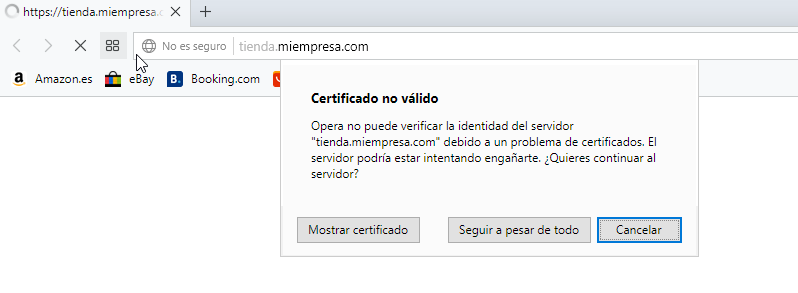 https://tienda.miempresa.c
No es seguro
tienda.miempresa.com
a
Amazon.es
eBay
B.
Booking.com
Certificado no válido
Opera no puede verificar la identidad del servidor
"tienda.miempresa.com" debido a un problema de certificados. El
servidor podría estar intentando engañarte. ¿Quieres continuar al
servidor?
Mostrar certificado
Seguir a pesar de todo
Cancelar